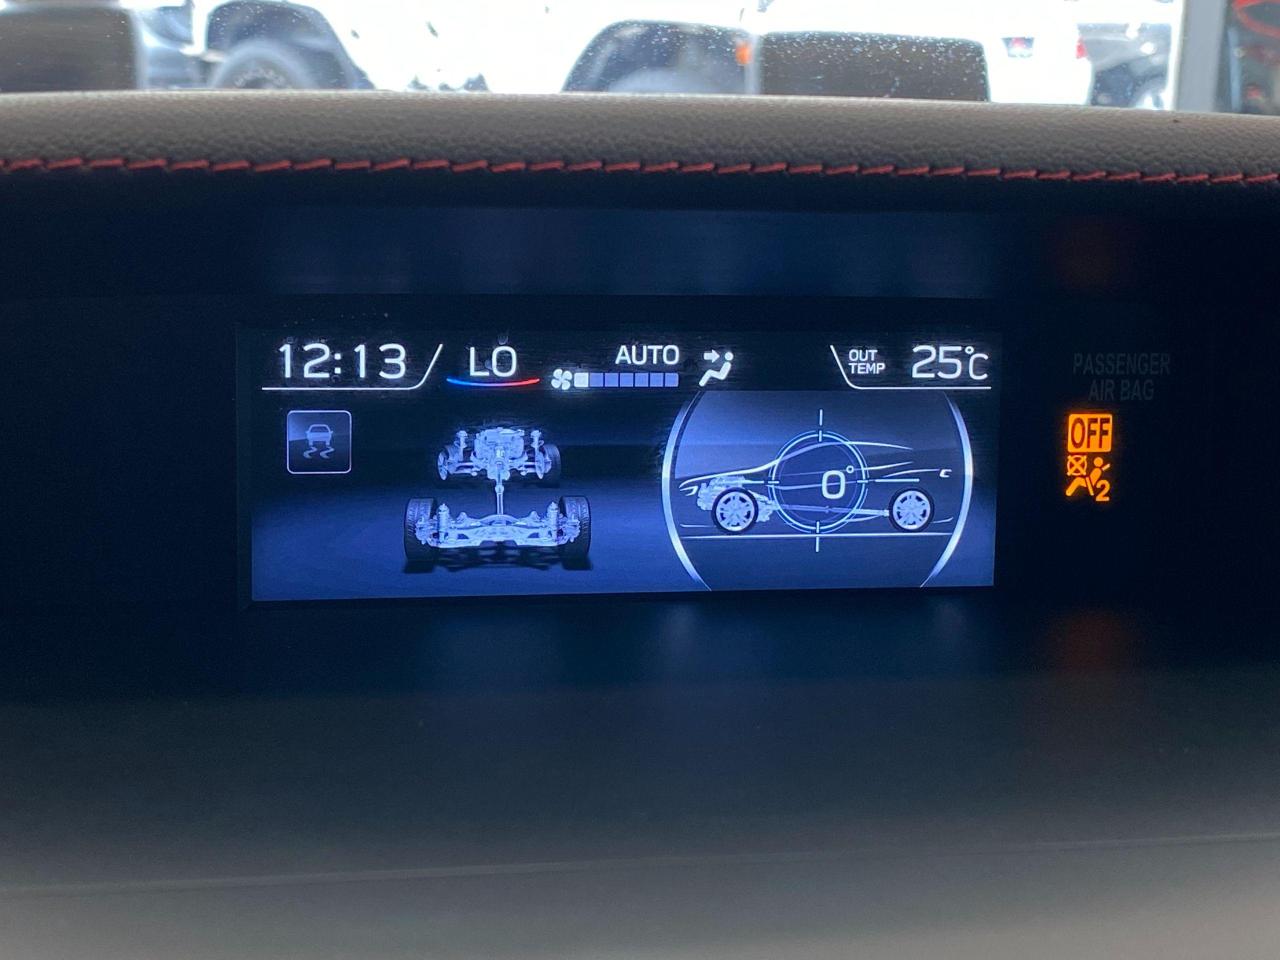 12:13
LO
AUTO
OUT
TEMP
25°C
0°
PASSENGER
AIR BAG
OFF
2